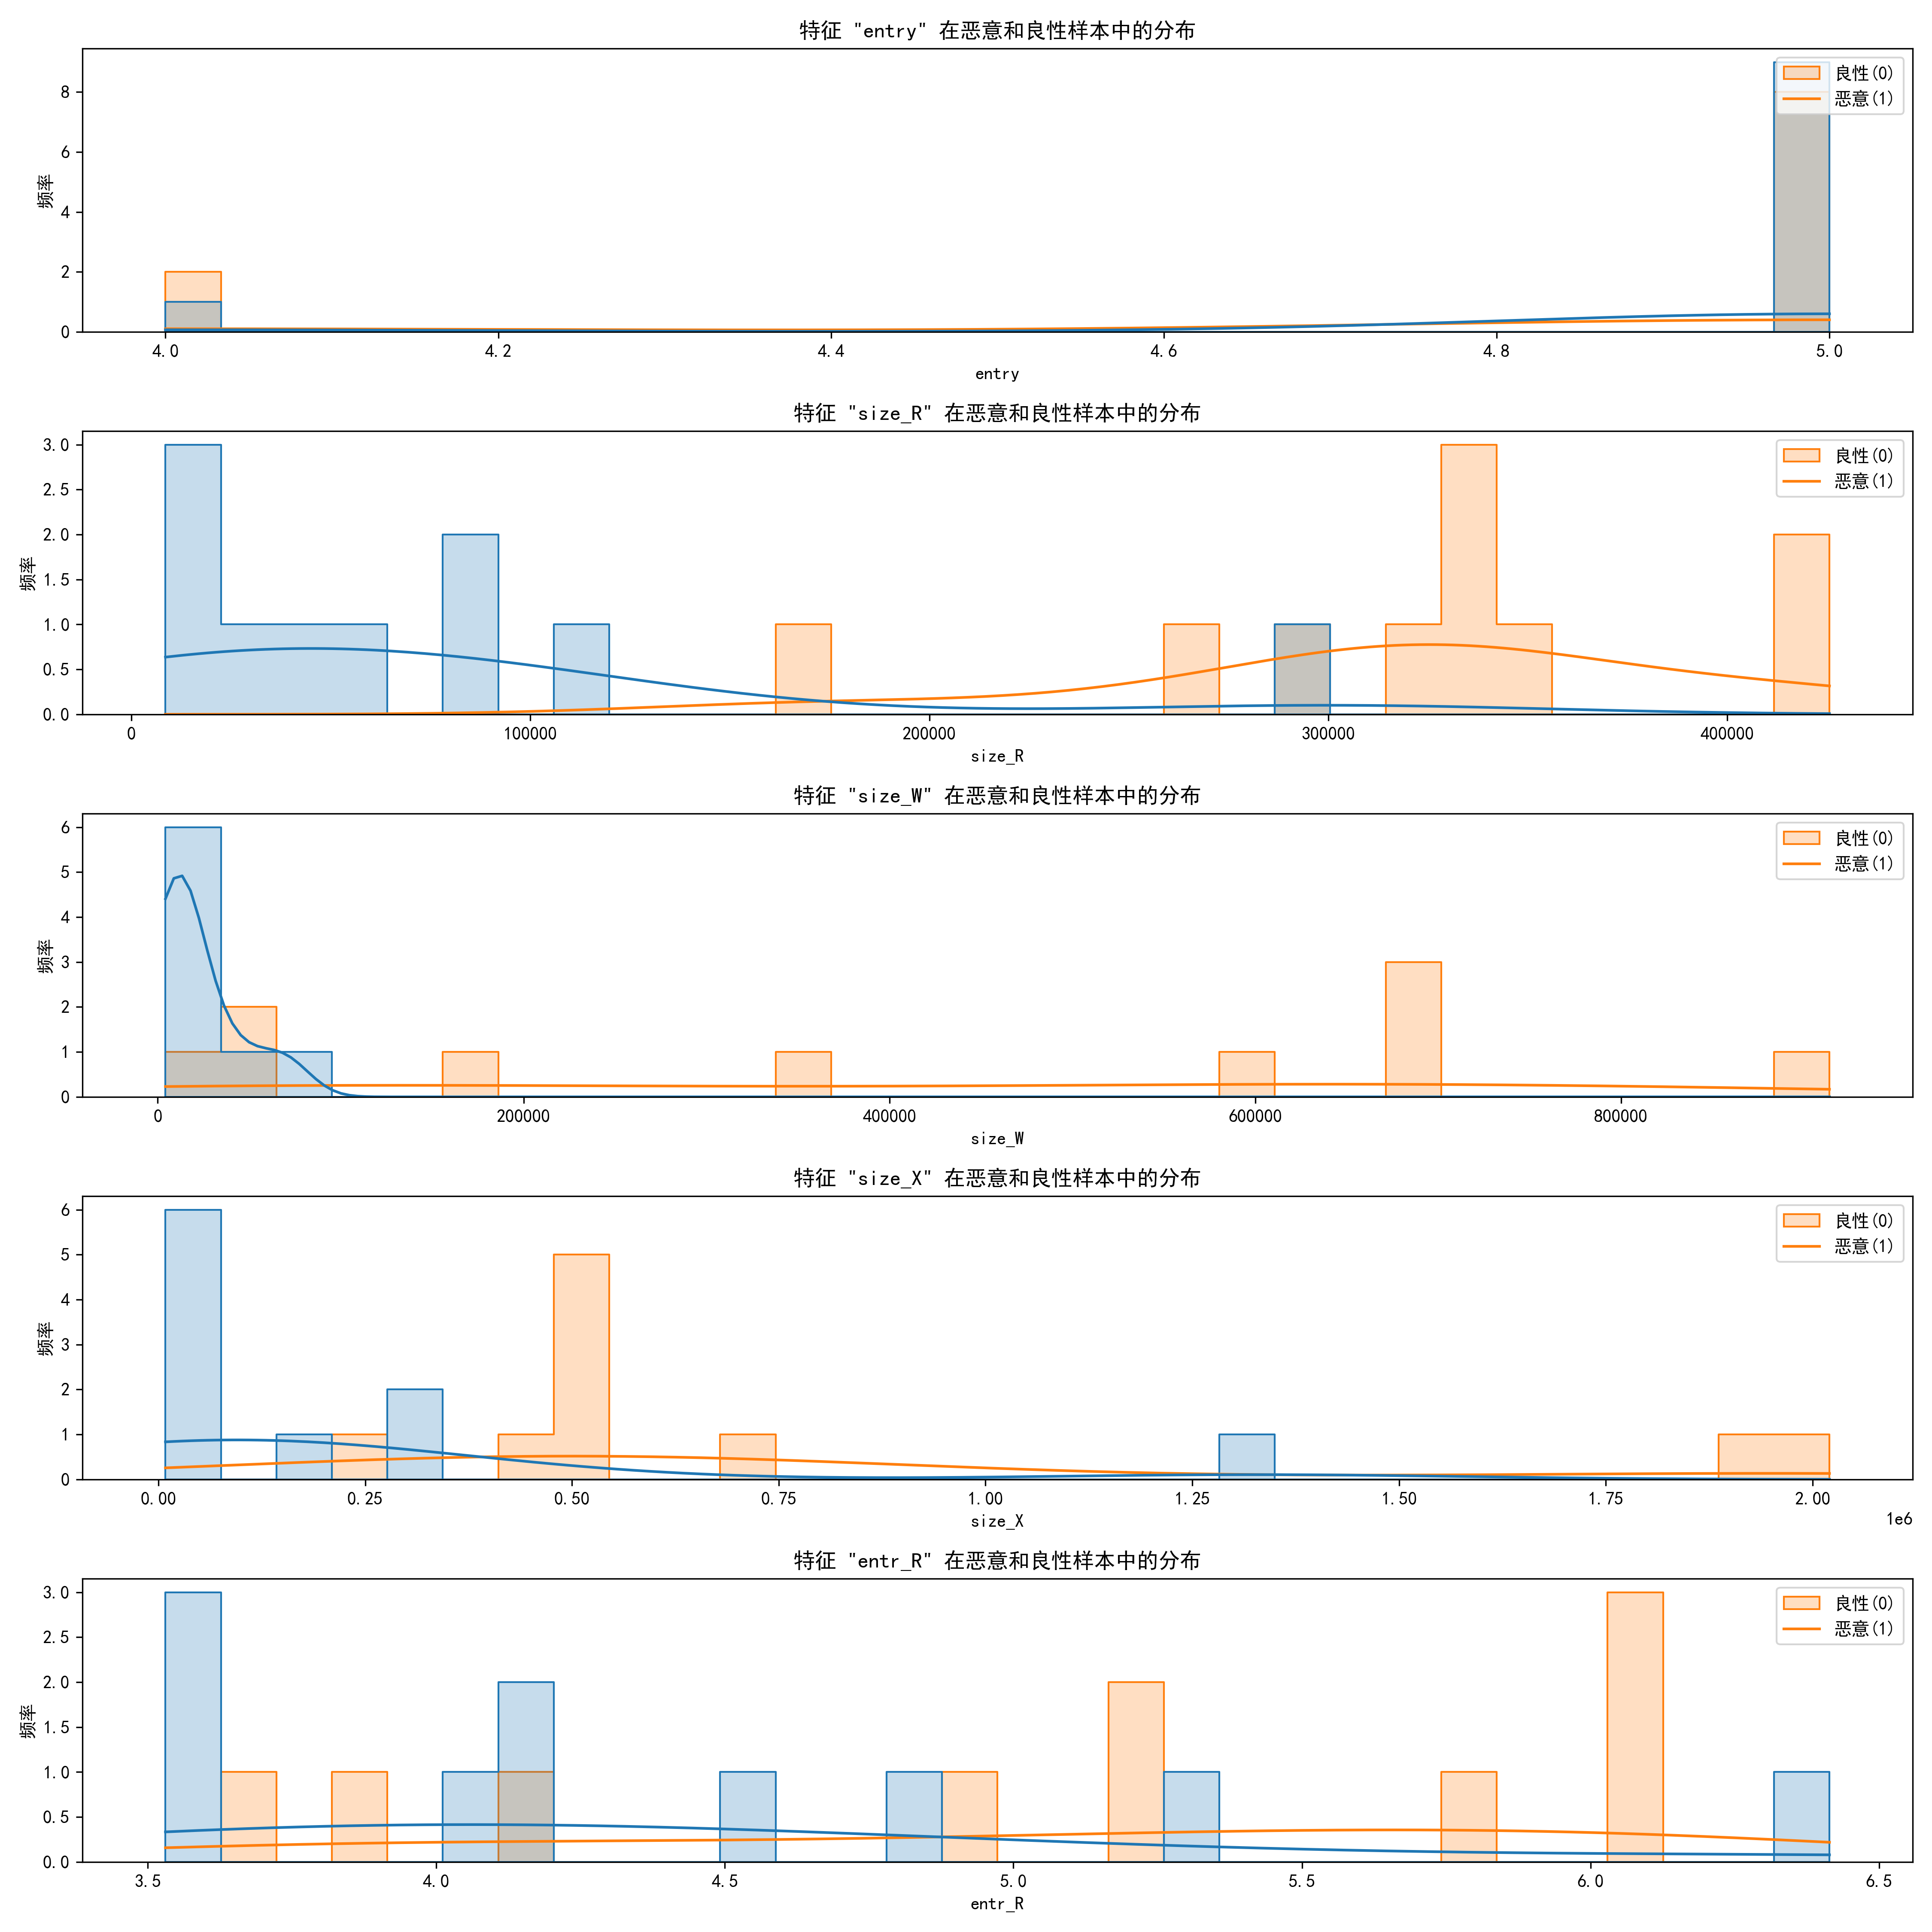 特征 "entry" 在恶意和良性样本中的分布
频率
8
6
4
2
0
良性(0)
恶意(1)
4.0 4.2 4.4 4.6 4.8 5.0
entry
特征 "size_R" 在恶意和良性样本中的分布
频率
3.0
2.5
2.0
1.5
1.0
0.5
0.0
良性(0)
恶意(1)
0 100000 200000 300000 400000
size_R
特征 "size_W" 在恶意和良性样本中的分布
频率
6
5
4
3
2
1
0
良性(0)
恶意(1)
0 200000 400000 600000 800000
size_W
特征 "size_X" 在恶意和良性样本中的分布
频率
6
5
4
3
2
1
0
良性(0)
恶意(1)
0.00 0.25 0.50 0.75 1.00 1.25 1.50 1.75 2.00
1e6
size_X
特征 "entr_R" 在恶意和良性样本中的分布
频率
3.0
2.5
2.0
1.5
1.0
0.5
0.0
良性(0)
恶意(1)
3.5 4.0 4.5 5.0 5.5 6.0 6.5
entr_R